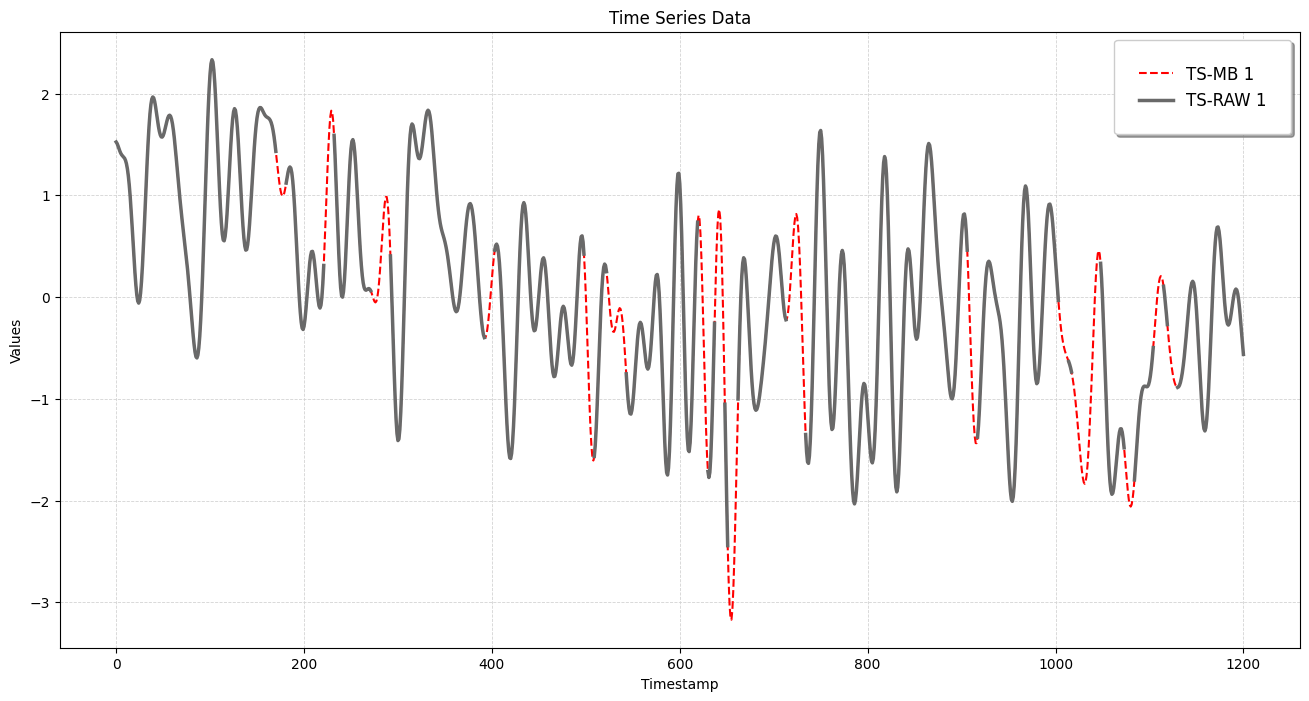 Time Series Data
TS-MB 1
TS-RAW 1
Values
2
1
0
−1
−2
−3
0 200 400 600 800 1000 1200
Timestamp